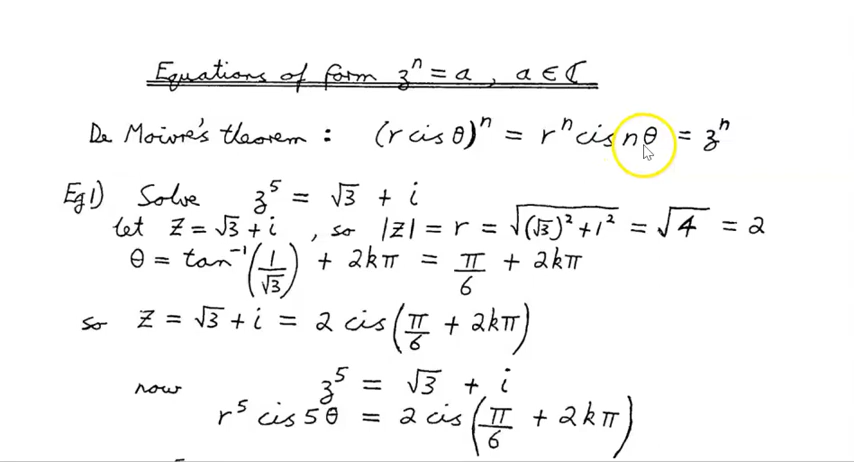 Equations of form z^n = a, a ∈ ℂ
De Moivre's theorem : (r cis θ)^n = r^n cis nθ = z^n
Eg1) Solve z^5 = √3 + i
let Z = √3 + i , so |Z| = r = √((√3)^2 + 1^2) = √4 = 2
θ = tan^-1(1/√3) + 2kπ = π/6 + 2kπ
so Z = √3 + i = 2 cis(π/6 + 2kπ)
now z^5 = √3 + i
r^5 cis 5θ = 2 cis(π/6 + 2kπ)